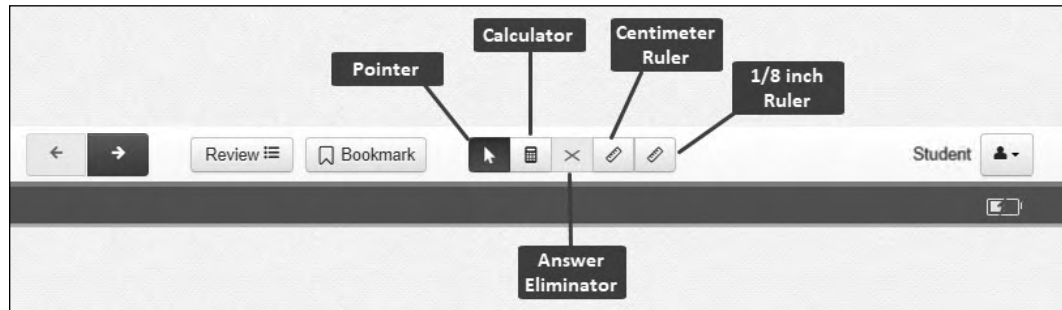 Calculator
Centimeter
Ruler
Pointer
1/8 inch
Ruler
Review
Bookmark
Student
Answer
Eliminator